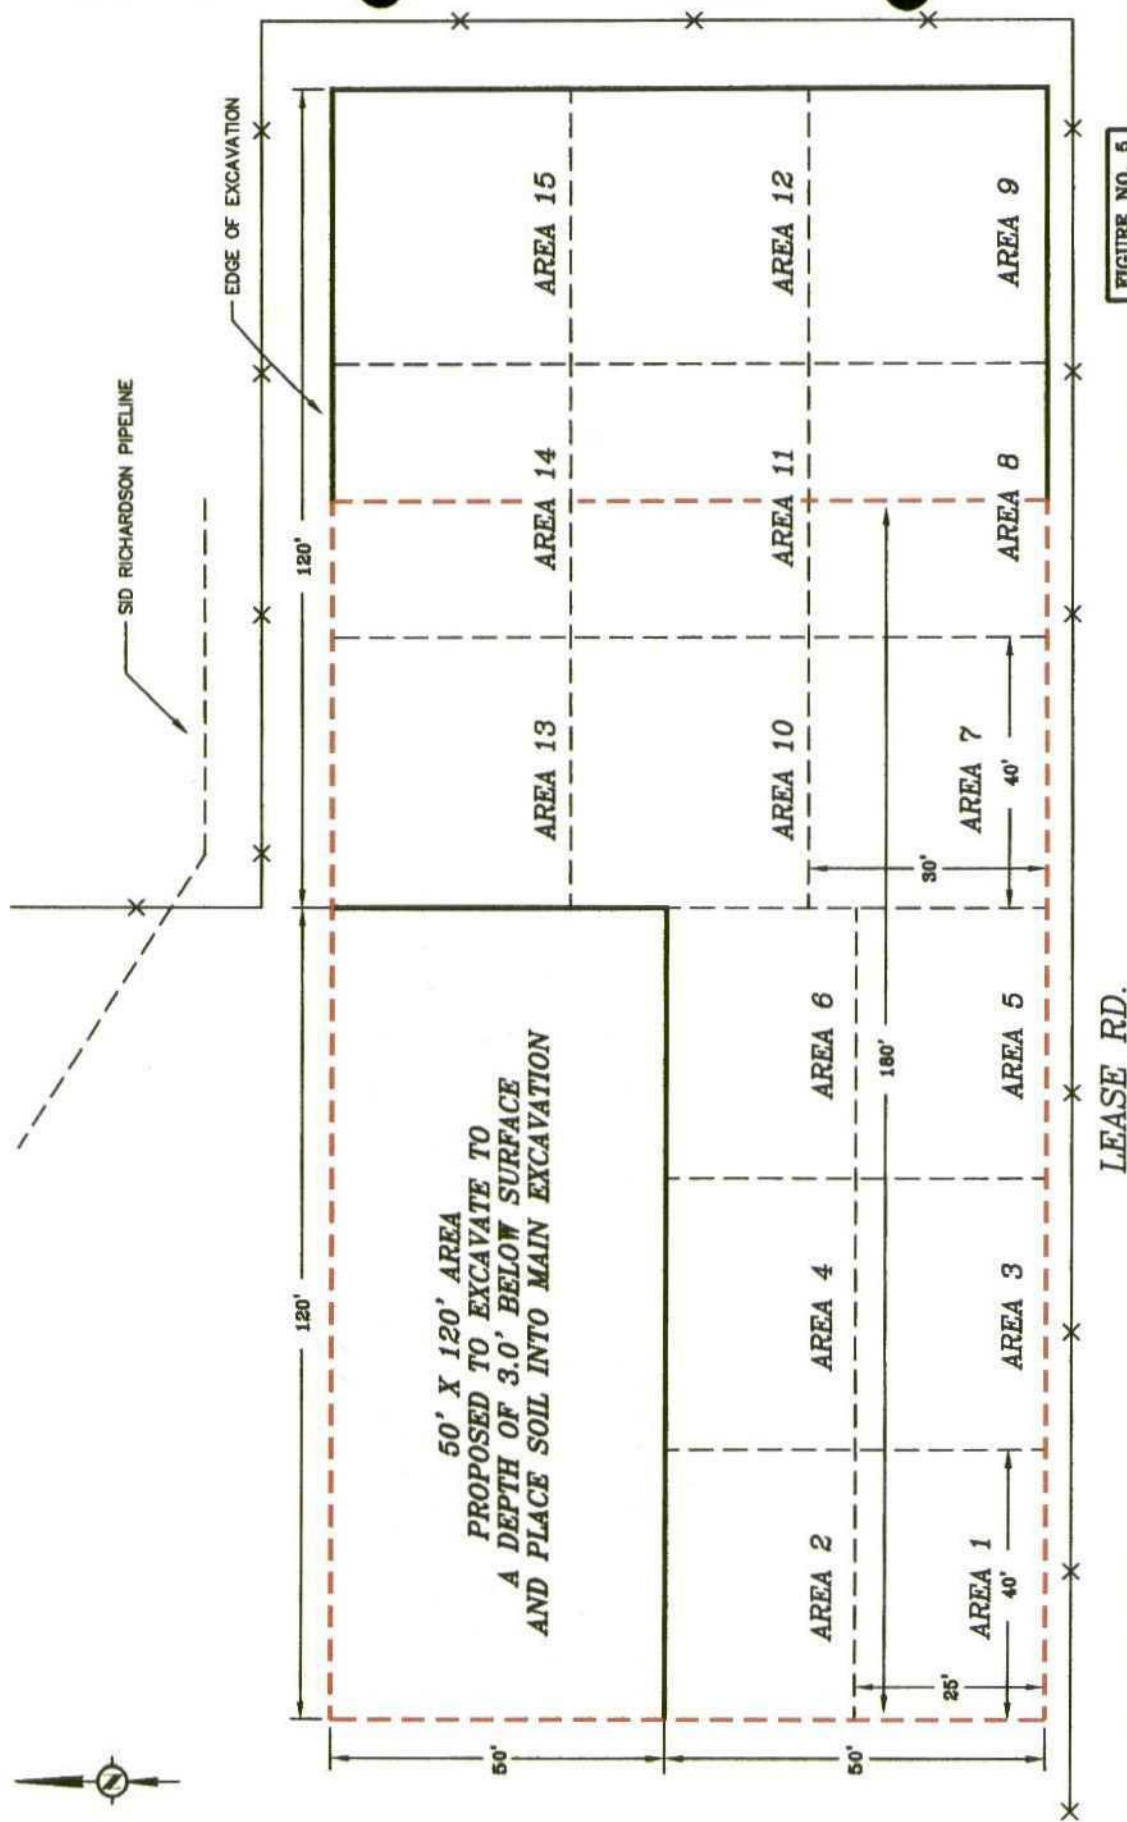 SID RICHARDSON PIPELINE
EDGE OF EXCAVATION
120'
120'
50'
50'
50' X 120' AREA
PROPOSED TO EXCAVATE TO
A DEPTH OF 3.0' BELOW SURFACE
AND PLACE SOIL INTO MAIN EXCAVATION
AREA 13
AREA 14
AREA 15
AREA 10
AREA 11
AREA 12
AREA 2
AREA 4
AREA 6
180'
30'
25'
AREA 1
40'
AREA 3
AREA 5
AREA 7
40'
AREA 8
AREA 9
LEASE RD.
FIGURE NO. 5
N